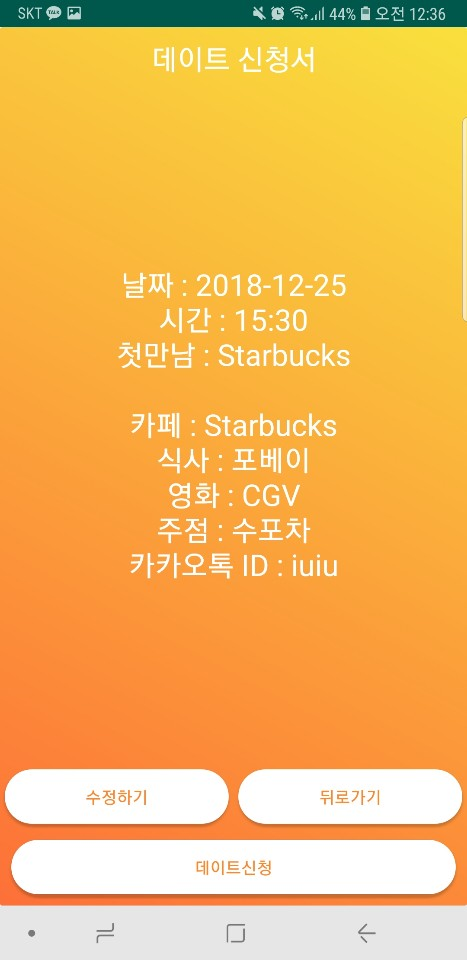 SKT TALK 44% 오전 12:36
데이트 신청서
날짜 : 2018-12-25
시간 : 15:30
첫만남 : Starbucks
카페 : Starbucks
식사 : 포베이
영화 : CGV
주점 : 수포차
카카오톡 ID : iuiu
수정하기 뒤로가기
데이트신청